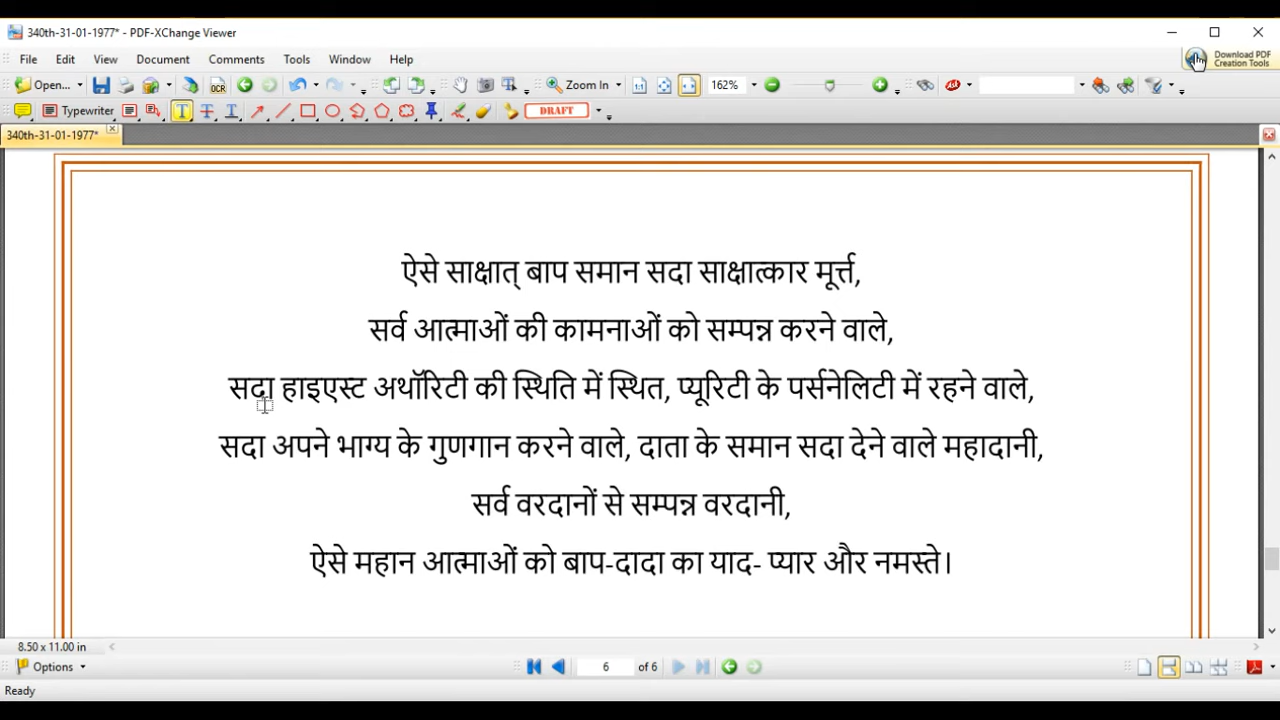 340th-31-01-1977* - PDF-XChange Viewer
File Edit View Document Comments Tools Window Help
Download PDF
Creation Tools
Open... OCR Zoom In 162%
Typewriter DRAFT
340th-31-01-1977*
ऐसे साक्षात् बाप समान सदा साक्षात्कार मूर्त्त,
सर्व आत्माओं की कामनाओं को सम्पन्न करने वाले,
सदा हाइएस्ट अथॉरिटी की स्थिति में स्थित, प्यूरिटी के पर्सनेलिटी में रहने वाले,
सदा अपने भाग्य के गुणगान करने वाले, दाता के समान सदा देने वाले महादानी,
सर्व वरदानों से सम्पन्न वरदानी,
ऐसे महान आत्माओं को बाप-दादा का याद- प्यार और नमस्ते।
8.50 x 11.00 in
Options 6 of 6
Ready